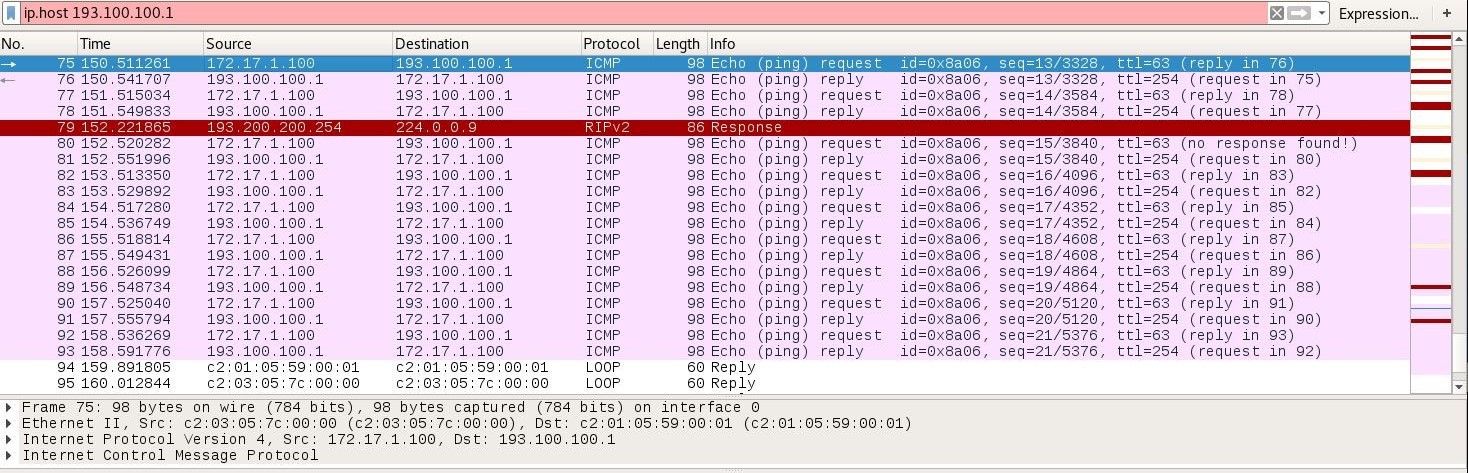 ip.host 193.100.100.1 Expression... +
No. Time Source Destination Protocol Length Info
75 150.511261 172.17.1.100 193.100.100.1 ICMP 98 Echo (ping) request id=0x8a06, seq=13/3328, ttl=63 (reply in 76)
76 150.541707 193.100.100.1 172.17.1.100 ICMP 98 Echo (ping) reply id=0x8a06, seq=13/3328, ttl=254 (request in 75)
77 151.515034 172.17.1.100 193.100.100.1 ICMP 98 Echo (ping) request id=0x8a06, seq=14/3584, ttl=63 (reply in 78)
78 151.549833 193.100.100.1 172.17.1.100 ICMP 98 Echo (ping) reply id=0x8a06, seq=14/3584, ttl=254 (request in 77)
79 152.221865 193.200.200.254 224.0.0.9 RIPv2 86 Response
80 152.520282 172.17.1.100 193.100.100.1 ICMP 98 Echo (ping) request id=0x8a06, seq=15/3840, ttl=63 (no response found!)
81 152.551996 193.100.100.1 172.17.1.100 ICMP 98 Echo (ping) reply id=0x8a06, seq=15/3840, ttl=254 (request in 80)
82 153.513350 172.17.1.100 193.100.100.1 ICMP 98 Echo (ping) request id=0x8a06, seq=16/4096, ttl=63 (reply in 83)
83 153.529892 193.100.100.1 172.17.1.100 ICMP 98 Echo (ping) reply id=0x8a06, seq=16/4096, ttl=254 (request in 82)
84 154.517280 172.17.1.100 193.100.100.1 ICMP 98 Echo (ping) request id=0x8a06, seq=17/4352, ttl=63 (reply in 85)
85 154.536749 193.100.100.1 172.17.1.100 ICMP 98 Echo (ping) reply id=0x8a06, seq=17/4352, ttl=254 (request in 84)
86 155.518814 172.17.1.100 193.100.100.1 ICMP 98 Echo (ping) request id=0x8a06, seq=18/4608, ttl=63 (reply in 87)
87 155.549431 193.100.100.1 172.17.1.100 ICMP 98 Echo (ping) reply id=0x8a06, seq=18/4608, ttl=254 (request in 86)
88 156.526099 172.17.1.100 193.100.100.1 ICMP 98 Echo (ping) request id=0x8a06, seq=19/4864, ttl=63 (reply in 89)
89 156.548734 193.100.100.1 172.17.1.100 ICMP 98 Echo (ping) reply id=0x8a06, seq=19/4864, ttl=254 (request in 88)
90 157.525040 172.17.1.100 193.100.100.1 ICMP 98 Echo (ping) request id=0x8a06, seq=20/5120, ttl=63 (reply in 91)
91 157.555794 193.100.100.1 172.17.1.100 ICMP 98 Echo (ping) reply id=0x8a06, seq=20/5120, ttl=254 (request in 90)
92 158.536269 172.17.1.100 193.100.100.1 ICMP 98 Echo (ping) request id=0x8a06, seq=21/5376, ttl=63 (reply in 93)
93 158.591776 193.100.100.1 172.17.1.100 ICMP 98 Echo (ping) reply id=0x8a06, seq=21/5376, ttl=254 (request in 92)
94 159.891805 c2:01:05:59:00:01 c2:01:05:59:00:01 LOOP 60 Reply
95 160.012844 c2:03:05:7c:00:00 c2:03:05:7c:00:00 LOOP 60 Reply
Frame 75: 98 bytes on wire (784 bits), 98 bytes captured (784 bits) on interface 0
Ethernet II, Src: c2:03:05:7c:00:00 (c2:03:05:7c:00:00), Dst: c2:01:05:59:00:01 (c2:01:05:59:00:01)
Internet Protocol Version 4, Src: 172.17.1.100, Dst: 193.100.100.1
Internet Control Message Protocol